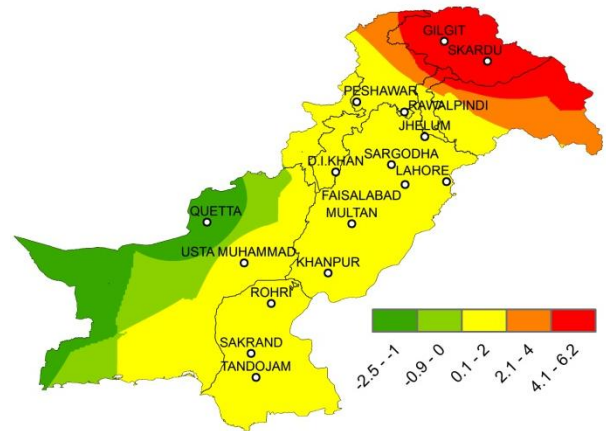 GILGIT
SKARDU
PESHAWAR
RAWALPINDI
JHELUM
D.I.KHAN
SARGODHA
LAHORE
FAISALABAD
QUETTA
MULTAN
USTA MUHAMMAD
KHANPUR
ROHRI
SAKRAND
TANDOJAM
-2.5 - -1
-0.9 - 0
0.1 - 2
2.1 - 4
4.1 - 6.2